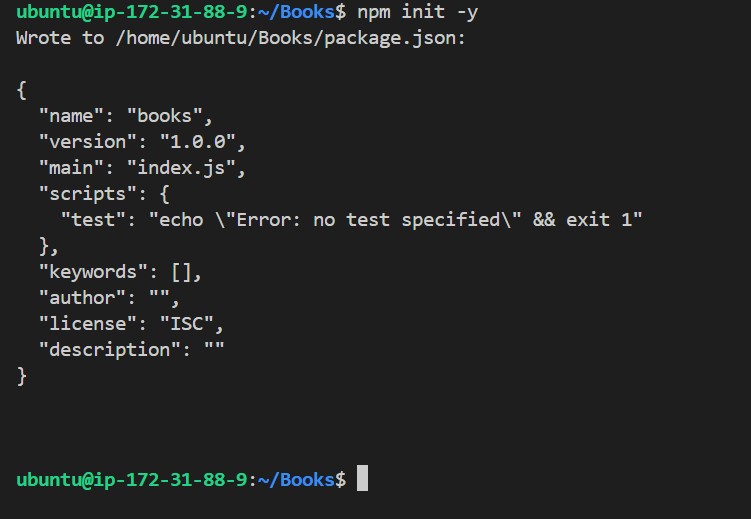 ubuntu@ip-172-31-88-9:~/Books$ npm init -y
Wrote to /home/ubuntu/Books/package.json:
{
  "name": "books",
  "version": "1.0.0",
  "main": "index.js",
  "scripts": {
    "test": "echo \"Error: no test specified\" && exit 1"
  },
  "keywords": [],
  "author": "",
  "license": "ISC",
  "description": ""
}
ubuntu@ip-172-31-88-9:~/Books$